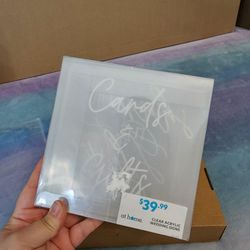 Cards
&
Gifts
$39.99
at home.
CLEAR ACRYLIC
WEDDING SIGNS